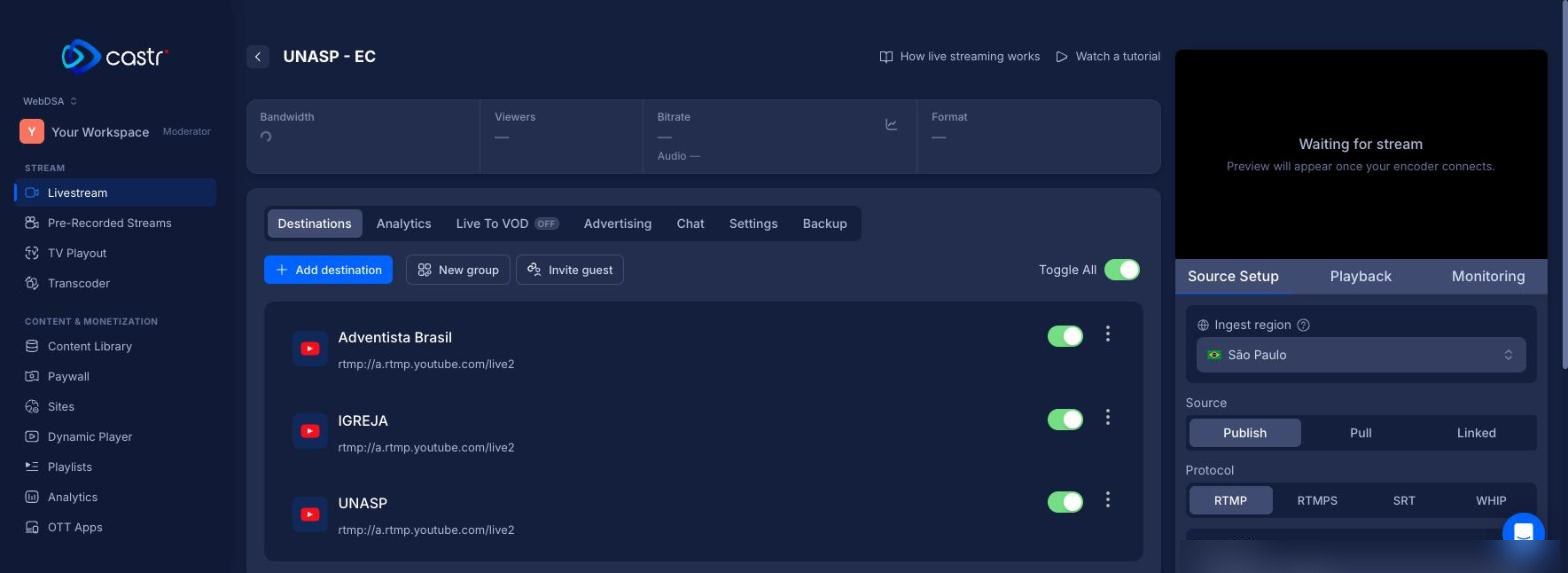 castr
WebDSA
Y Your Workspace Moderator
STREAM
Livestream
Pre-Recorded Streams
TV Playout
Transcoder
CONTENT & MONETIZATION
Content Library
Paywall
Sites
Dynamic Player
Playlists
Analytics
OTT Apps
UNASP - EC
How live streaming works
Watch a tutorial
Bandwidth
Viewers
—
Bitrate
—
Audio —
Format
—
Destinations Analytics Live To VOD OFF Advertising Chat Settings Backup
+ Add destination New group Invite guest Toggle All
Adventista Brasil
rtmp://a.rtmp.youtube.com/live2
IGREJA
rtmp://a.rtmp.youtube.com/live2
UNASP
rtmp://a.rtmp.youtube.com/live2
Waiting for stream
Preview will appear once your encoder connects.
Source Setup Playback Monitoring
Ingest region
São Paulo
Source
Publish Pull Linked
Protocol
RTMP RTMPS SRT WHIP